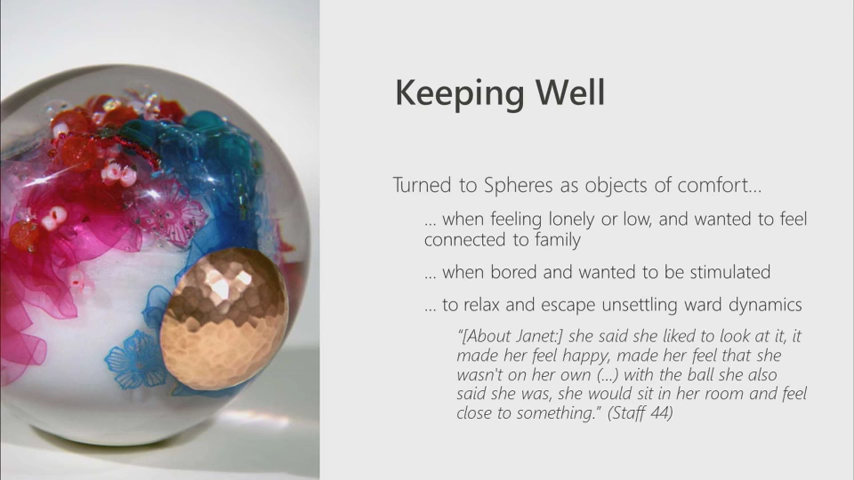 Keeping Well
Turned to Spheres as objects of comfort...
... when feeling lonely or low, and wanted to feel
connected to family
... when bored and wanted to be stimulated
... to relax and escape unsettling ward dynamics
"[About Janet:] she said she liked to look at it, it
made her feel happy, made her feel that she
wasn't on her own (...) with the ball she also
said she was, she would sit in her room and feel
close to something." (Staff 44)